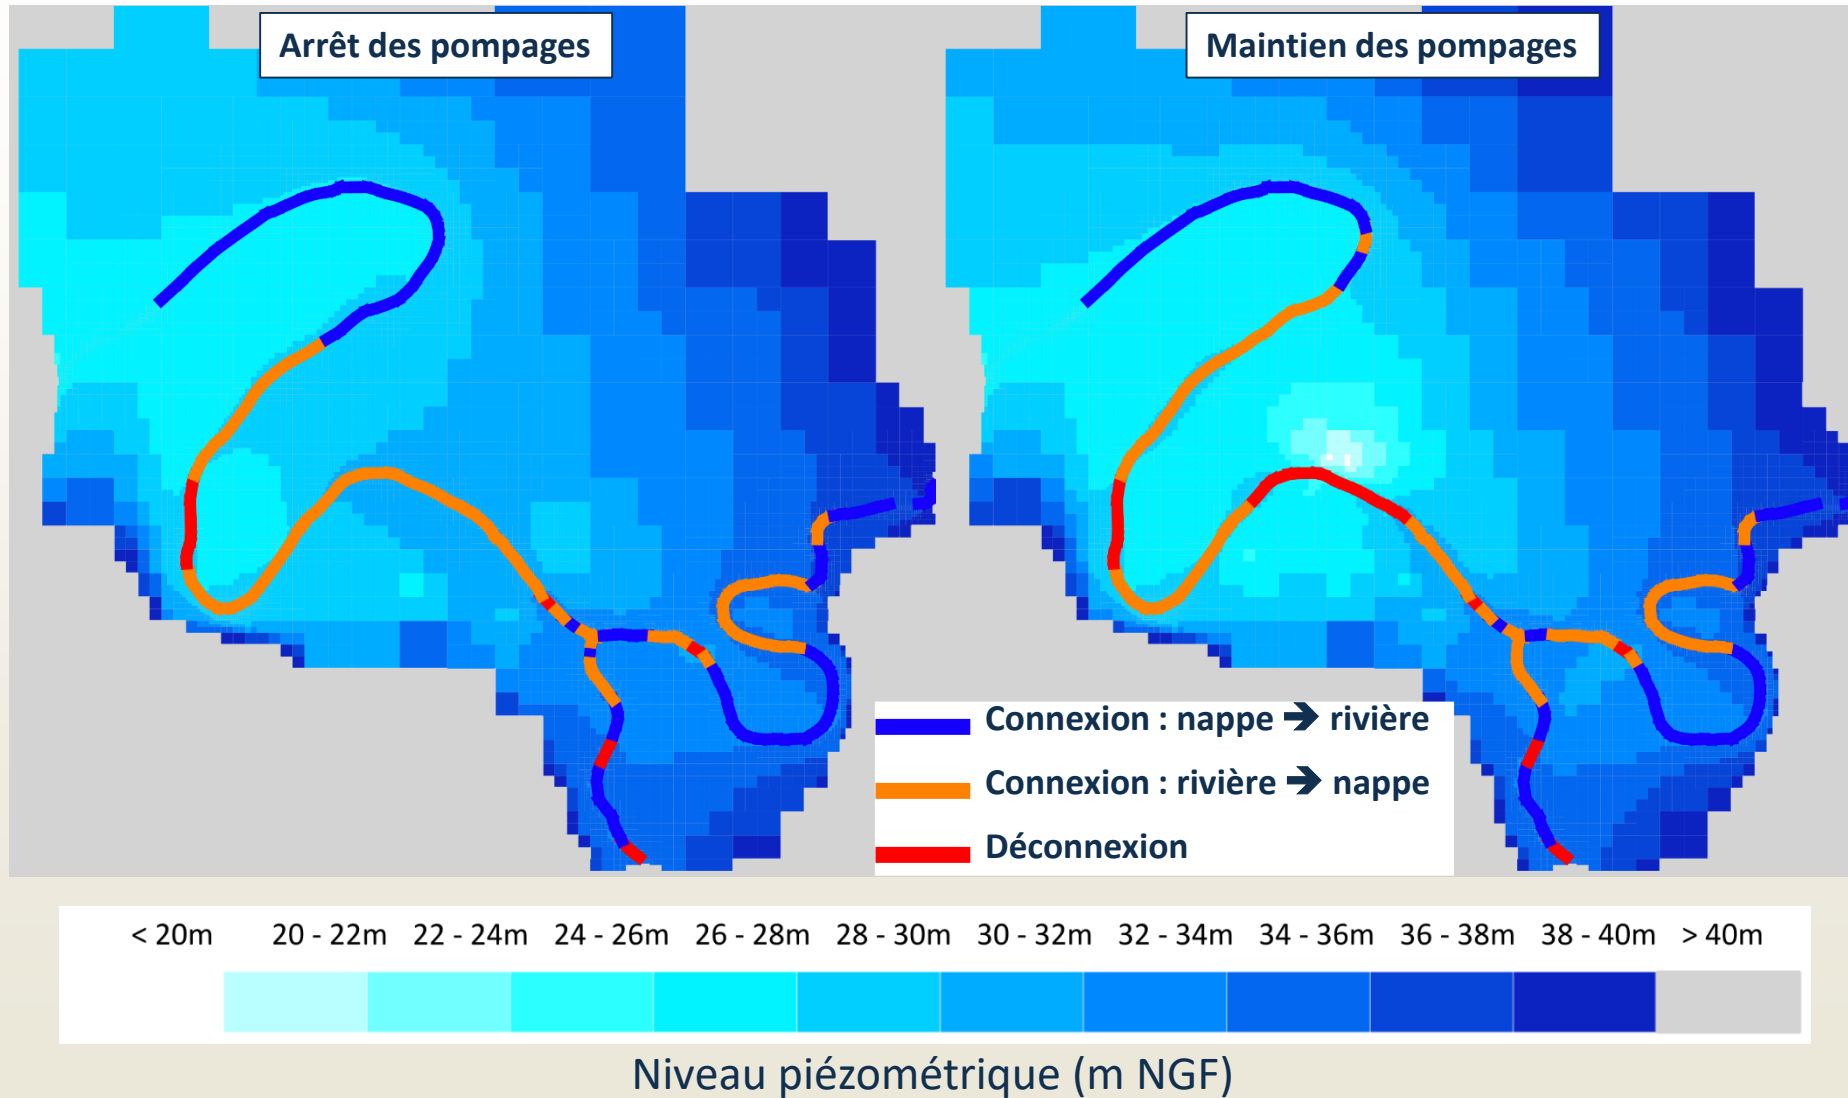 Arrêt des pompages
Maintien des pompages
Connexion : nappe ➔ rivière
Connexion : rivière ➔ nappe
Déconnexion
< 20m 20 - 22m 22 - 24m 24 - 26m 26 - 28m 28 - 30m 30 - 32m 32 - 34m 34 - 36m 36 - 38m 38 - 40m > 40m
Niveau piézométrique (m NGF)